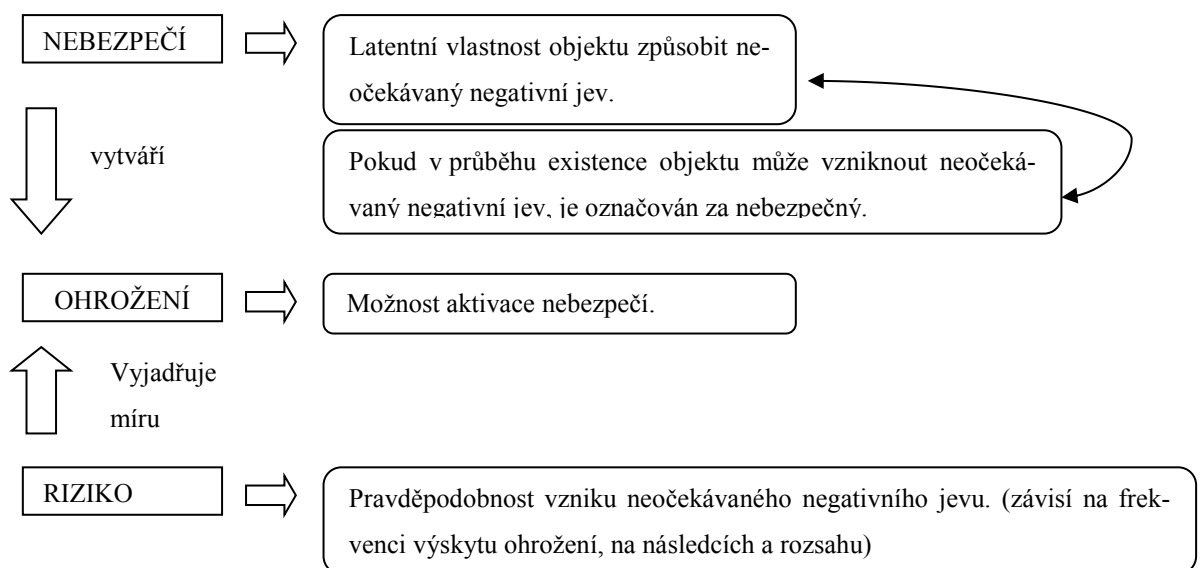 NEBEZPEČÍ
Latentní vlastnost objektu způsobit ne-
očekávaný negativní jev.
vytváří
Pokud v průběhu existence objektu může vzniknout neočeká-
vaný negativní jev, je označován za nebezpečný.
OHROŽENÍ
Možnost aktivace nebezpečí.
Vyjadřuje
míru
RIZIKO
Pravděpodobnost vzniku neočekávaného negativního jevu. (závisí na frek-
venci výskytu ohrožení, na následcích a rozsahu)